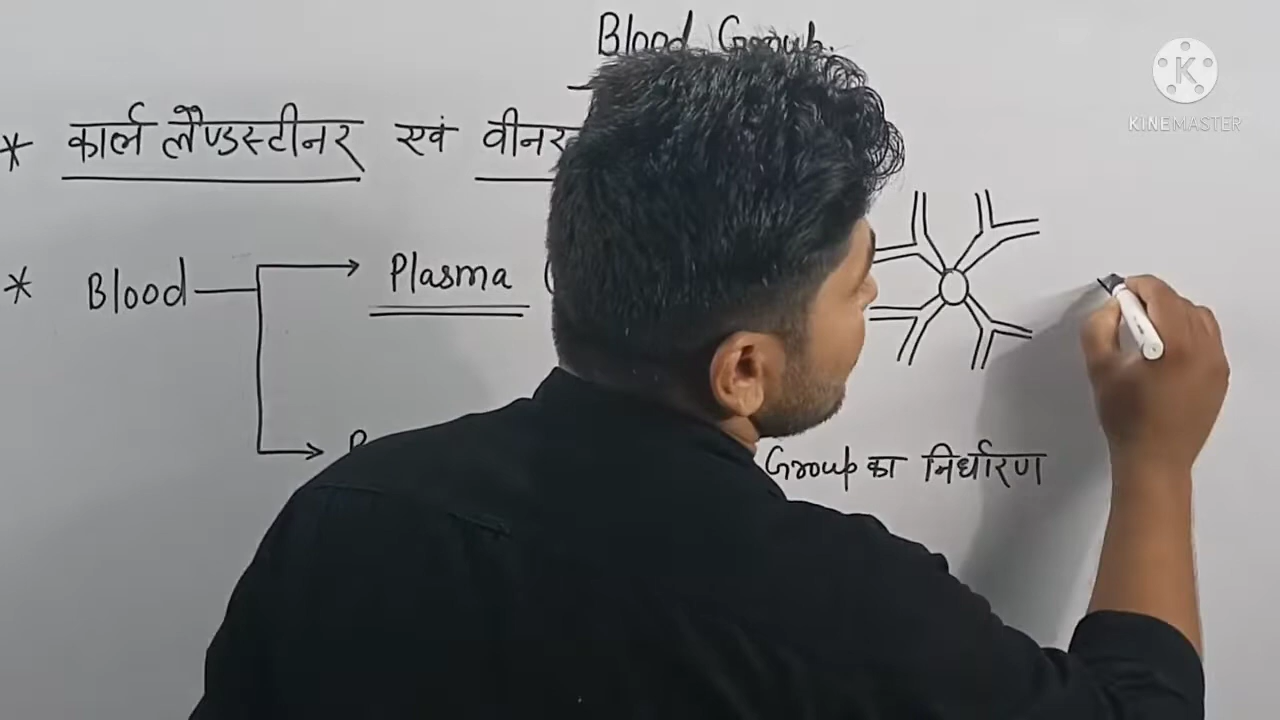 Blood Group.
KINEMASTER
* कार्ल लैण्डस्टीनर एवं वीनर
* Blood → Plasma (
Group का निर्धारण